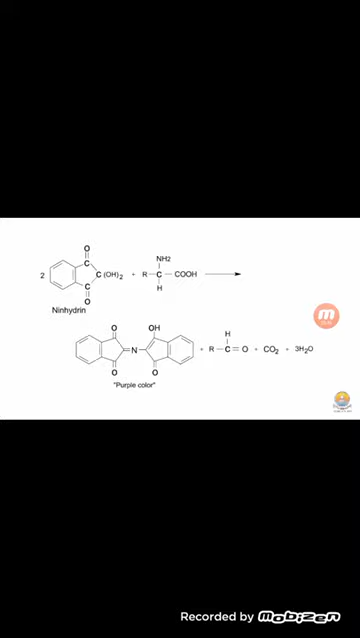 O
NH2
2 C C(OH)2 + R — C — COOH
C
O H
Ninhydrin
O OH H
N + R — C = O + CO2 + 3H2O
O O
"Purple color"
Recorded by MOBIZEN